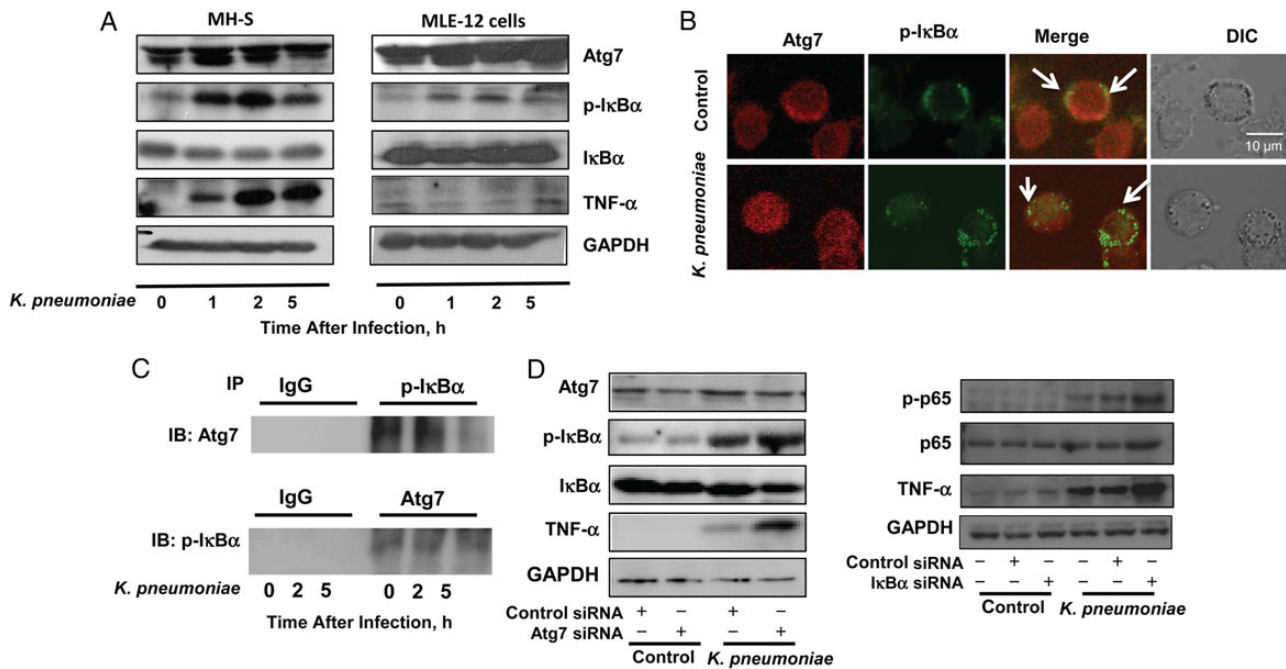 A
MH-S
MLE-12 cells
Atg7
p-IκBα
IκBα
TNF-α
GAPDH
K. pneumoniae 0 1 2 5 0 1 2 5
Time After Infection, h
B
Atg7 p-IκBα Merge DIC
Control
10 µm
K. pneumoniae
C
IP IgG p-IκBα
IB: Atg7
IgG Atg7
IB: p-IκBα
K. pneumoniae 0 2 5 0 2 5
Time After Infection, h
D
Atg7
p-IκBα
IκBα
TNF-α
GAPDH
Control siRNA + − + −
Atg7 siRNA − + − +
Control K. pneumoniae
p-p65
p65
TNF-α
GAPDH
Control siRNA − + − − + −
IκBα siRNA − − + − − +
Control K. pneumoniae